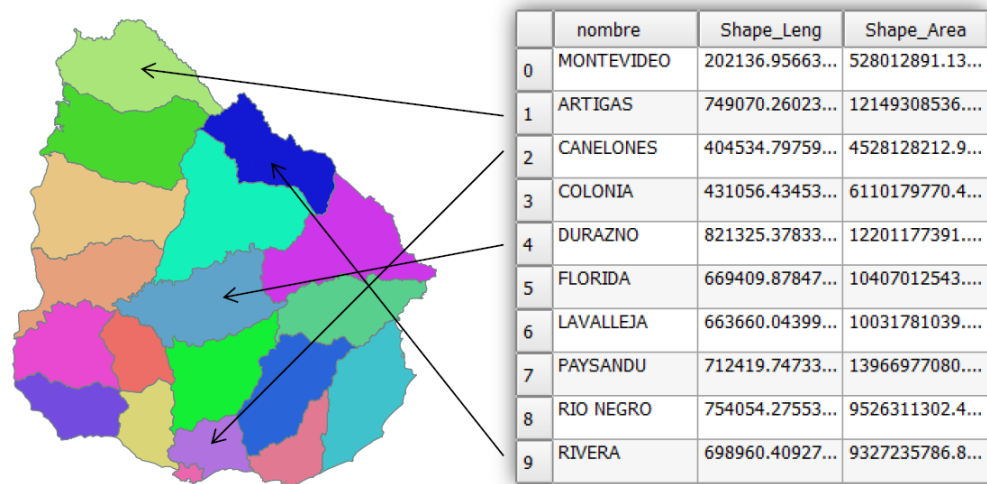 nombre Shape_Leng Shape_Area
0 MONTEVIDEO 202136.95663... 528012891.13...
1 ARTIGAS 749070.26023... 12149308536....
2 CANELONES 404534.79759... 4528128212.9...
3 COLONIA 431056.43453... 6110179770.4...
4 DURAZNO 821325.37833... 12201177391....
5 FLORIDA 669409.87847... 10407012543....
6 LAVALLEJA 663660.04399... 10031781039....
7 PAYSANDU 712419.74733... 13966977080....
8 RIO NEGRO 754054.27553... 9526311302.4...
9 RIVERA 698960.40927... 9327235786.8...